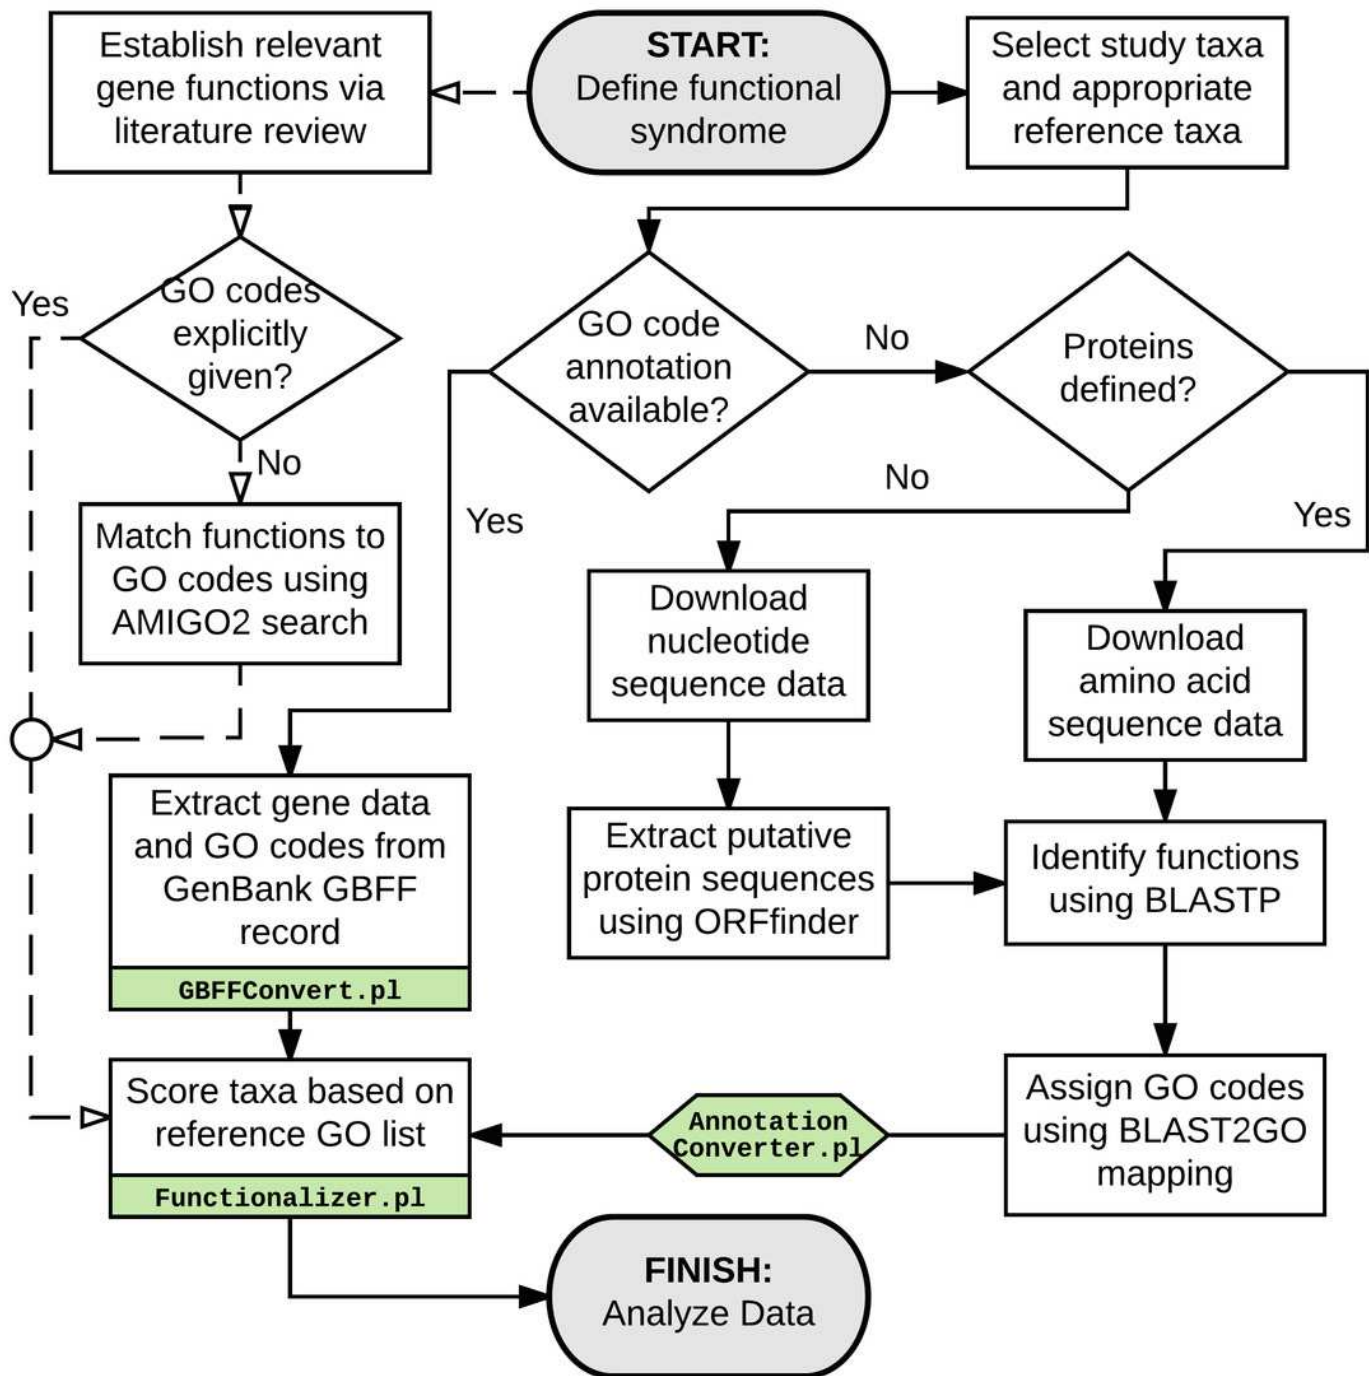 Establish relevant
gene functions via
literature review
START:
Define functional
syndrome
Select study taxa
and appropriate
reference taxa
Yes
GO codes
explicitly
given?
No
GO code
annotation
available?
No
Proteins
defined?
No
Yes
Yes
Match functions to
GO codes using
AMIGO2 search
Download
nucleotide
sequence data
Download
amino acid
sequence data
Extract gene data
and GO codes from
GenBank GBFF
record
GBFFConvert.pl
Extract putative
protein sequences
using ORFfinder
Identify functions
using BLASTP
Score taxa based on
reference GO list
Functionalizer.pl
Annotation
Converter.pl
Assign GO codes
using BLAST2GO
mapping
FINISH:
Analyze Data